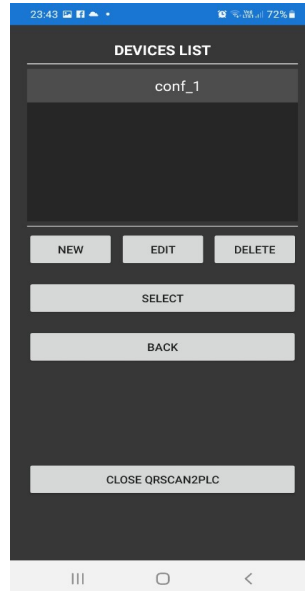 23:43 72%
DEVICES LIST
conf_1
NEW EDIT DELETE
SELECT
BACK
CLOSE QRSCAN2PLC